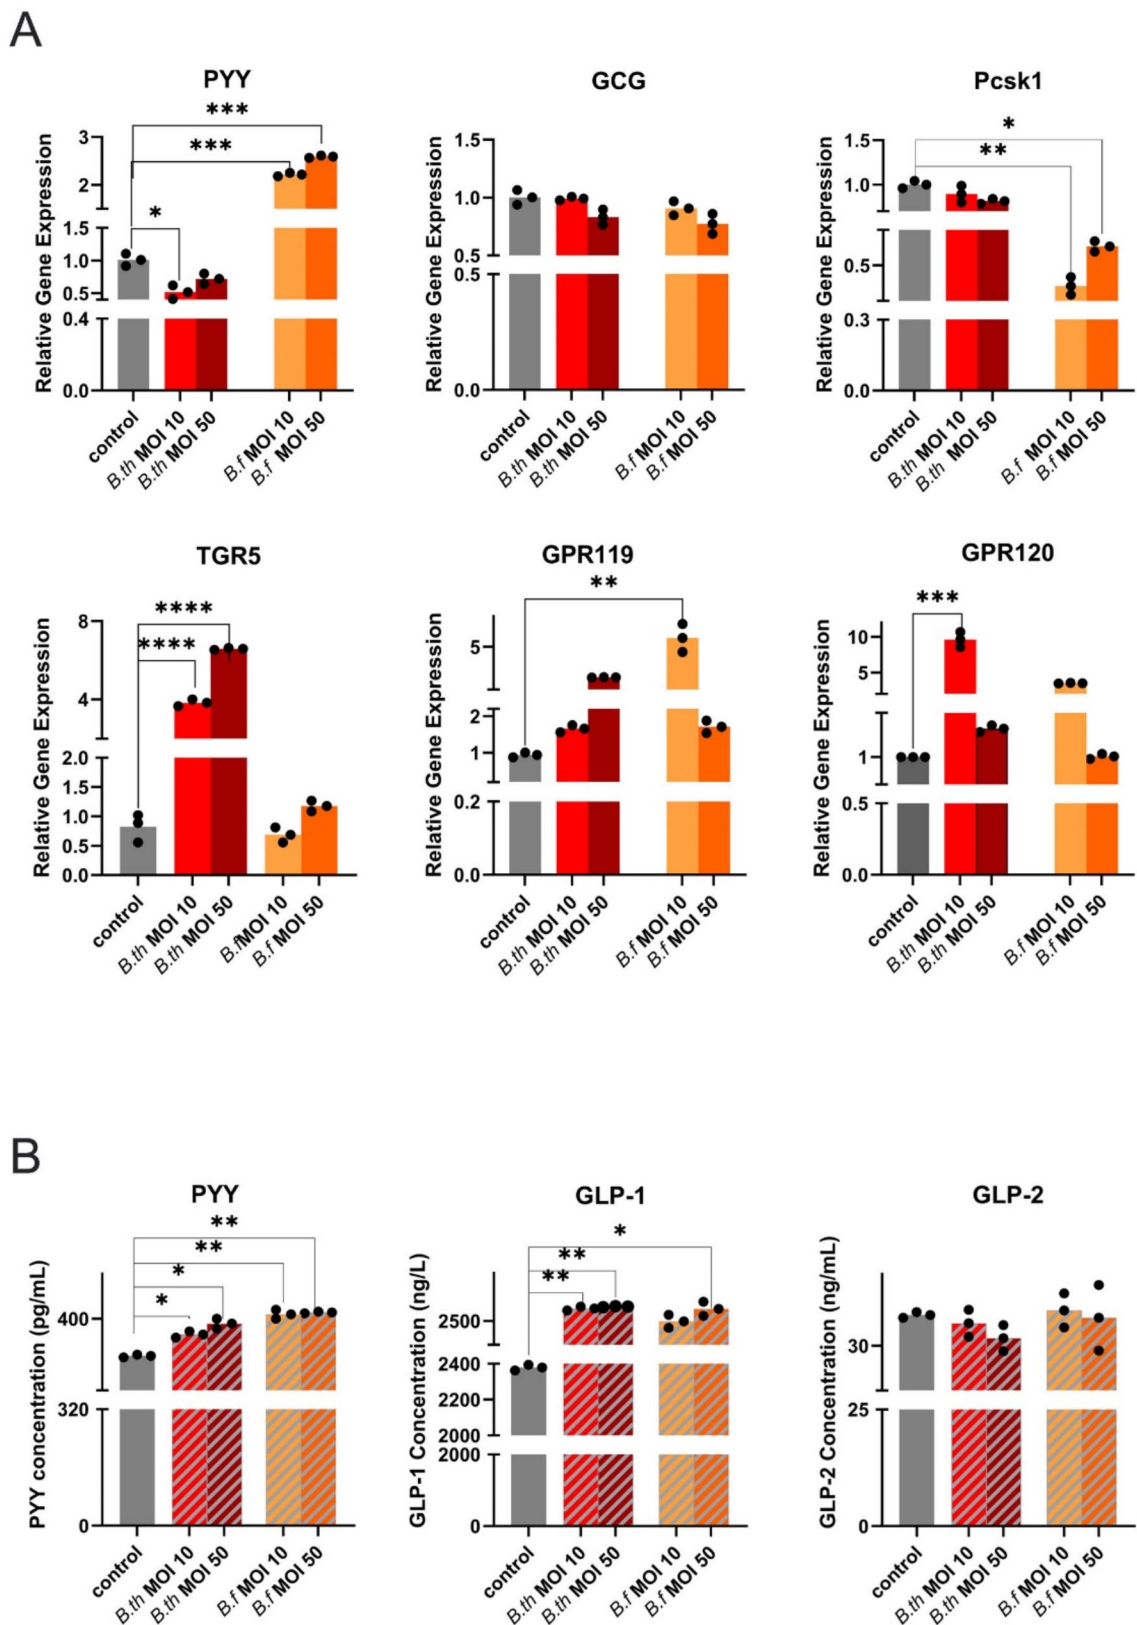 A
PYY
GCG
Pcsk1
Relative Gene Expression
3
2
1.5
1.0
0.5
0.4
0.0
***
***
*
control
B.th MOI 10
B.th MOI 50
B.f MOI 10
B.f MOI 50
Relative Gene Expression
1.5
1.0
0.5
0.5
0.0
control
B.th MOI 10
B.th MOI 50
B.f MOI 10
B.f MOI 50
Relative Gene Expression
1.5
1.0
0.5
0.3
0.0
*
**
control
B.th MOI 10
B.th MOI 50
B.f MOI 10
B.f MOI 50
TGR5
GPR119
GPR120
Relative Gene Expression
8
4
2.0
1.5
1.0
0.5
0.0
****
****
control
B.th MOI 10
B.th MOI 50
B.fMOI 10
B.f MOI 50
Relative Gene Expression
5
2
1
0.2
0.0
**
control
B.th MOI 10
B.th MOI 50
B.f MOI 10
B.f MOI 50
Relative Gene Expression
10
5
1
0.5
0.0
***
control
B.th MOI 10
B.th MOI 50
B.f MOI 10
B.f MOI 50
B
PYY
GLP-1
GLP-2
PYY concentration (pg/mL)
400
320
0
**
**
*
*
control
B.th MOI 10
B.th MOI 50
B.f MOI 10
B.f MOI 50
GLP-1 Concentration (ng/L)
2500
2400
2200
2000
2000
0
*
**
**
control
B.th MOI 10
B.th MOI 50
B.f MOI 10
B.f MOI 50
GLP-2 Concentration (ng/mL)
30
25
0
control
B.th MOI 10
B.th MOI 50
B.f MOI 10
B.f MOI 50